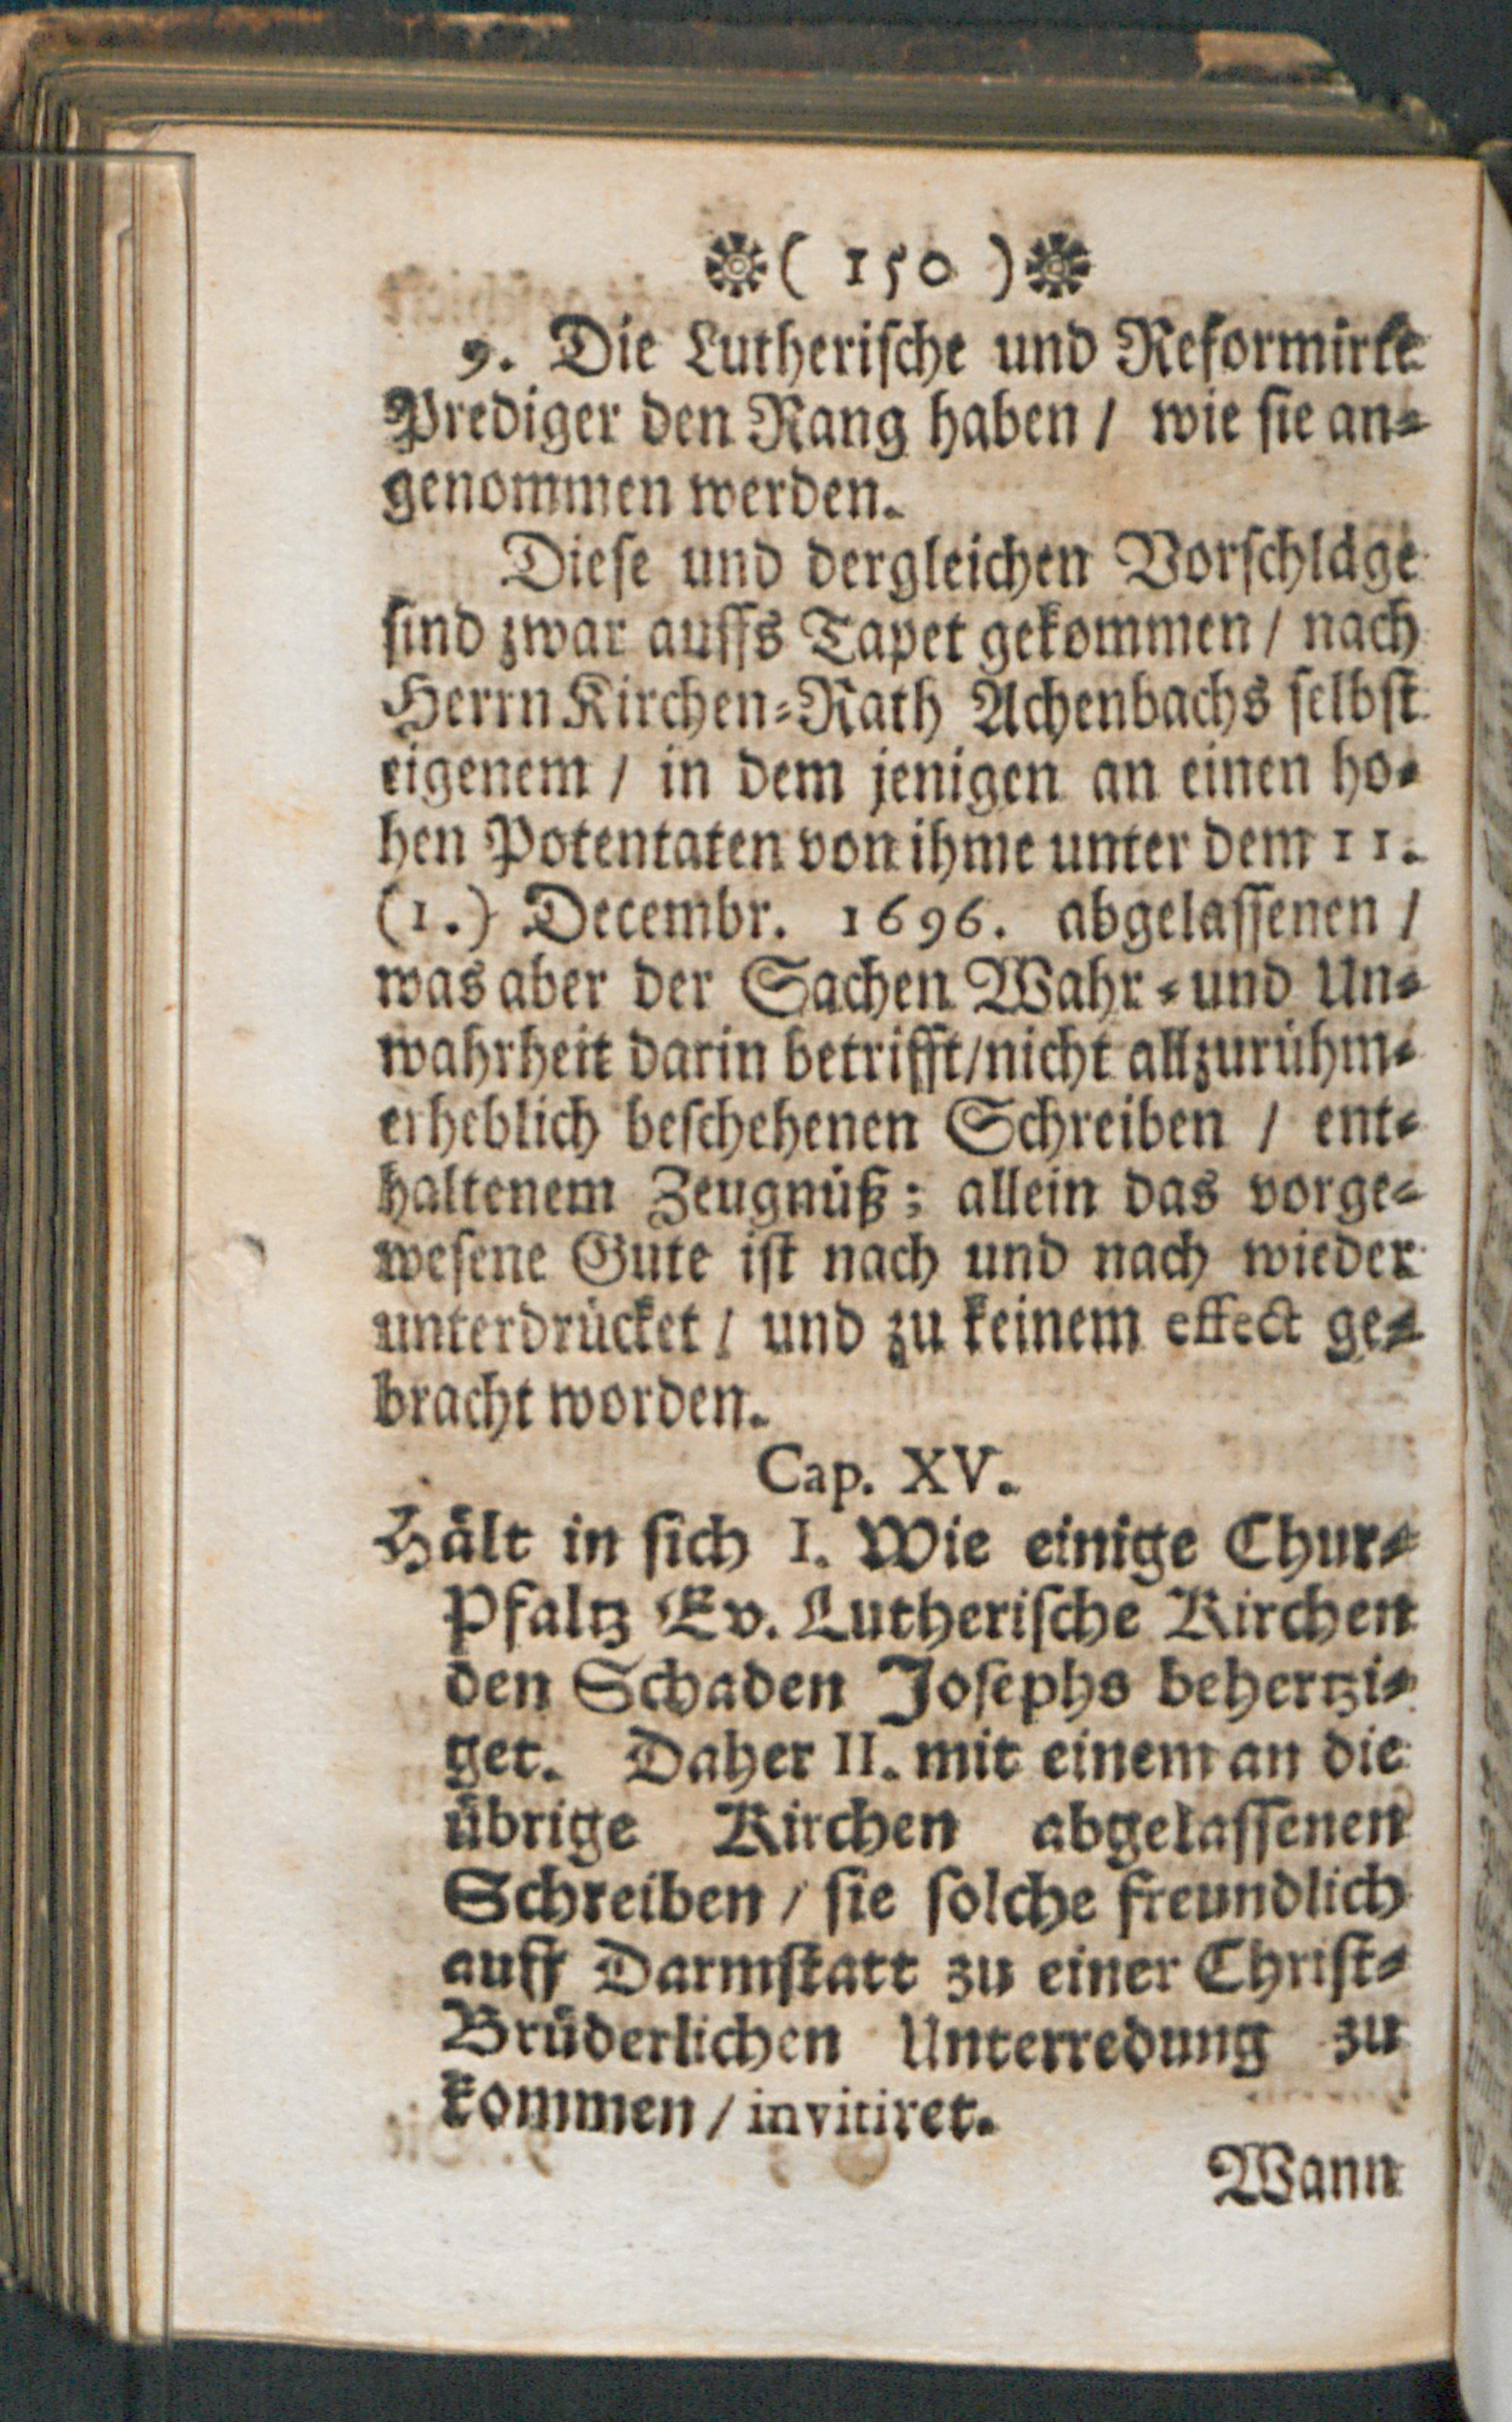 ( 150 )
9. Die Lutherische und Reformirte
Prediger den Rang haben / wie sie an-
genommen werden.
Diese und dergleichen Vorschläge
sind zwar auffs Tapet gekommen / nach
Herrn Kirchen-Rath Achenbachs selbst
eigenem / in dem jenigen an einen ho-
hen Potentaten von ihme unter dem 11.
(1.) Decembr. 1696. abgelassenen /
was aber der Sachen Wahr- und Un-
wahrheit darin betrifft / nicht allzurühm-
erheblich beschehenen Schreiben / ent-
haltenem Zeugnüß; allein das vorge-
wesene Gute ist nach und nach wieder
unterdrücket / und zu keinem effect ge-
bracht worden.
Cap. XV.
Hält in sich I. Wie einige Chur-
Pfaltz Ev. Lutherische Kirchen
den Schaden Josephs behertzi-
get. Daher II. mit einem an die
übrige Kirchen abgelassenen
Schreiben / sie solche freundlich
auff Darmstatt zu einer Christ-
Brüderlichen Unterredung zu
kommen / invitiret.
Wann